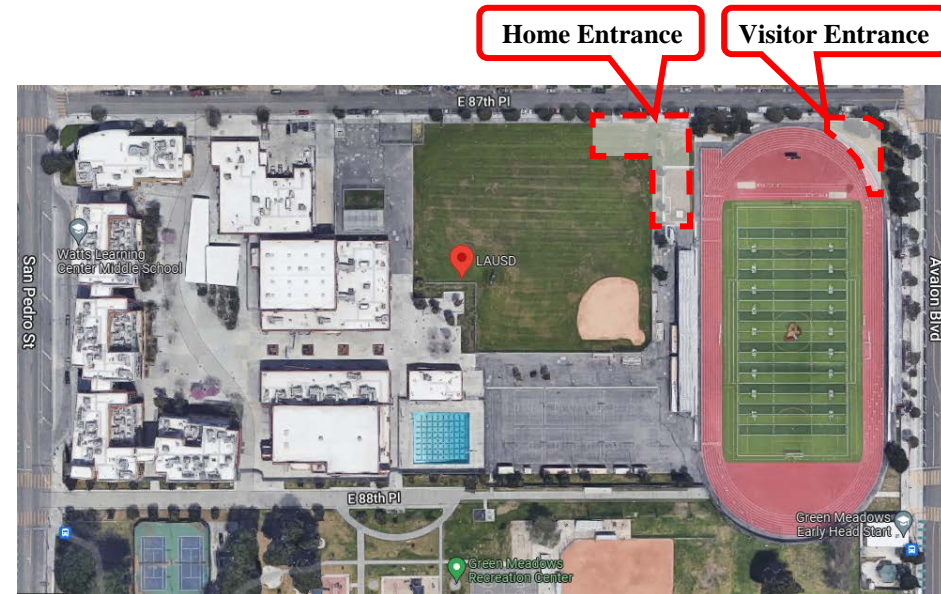 Home Entrance
Visitor Entrance
E 87th Pl
Watts Learning
Center Middle School
LAUSD
San Pedro St
Avalon Blvd
E 88th Pl
Green Meadows
Early Head Start
Green Meadows
Recreation Center